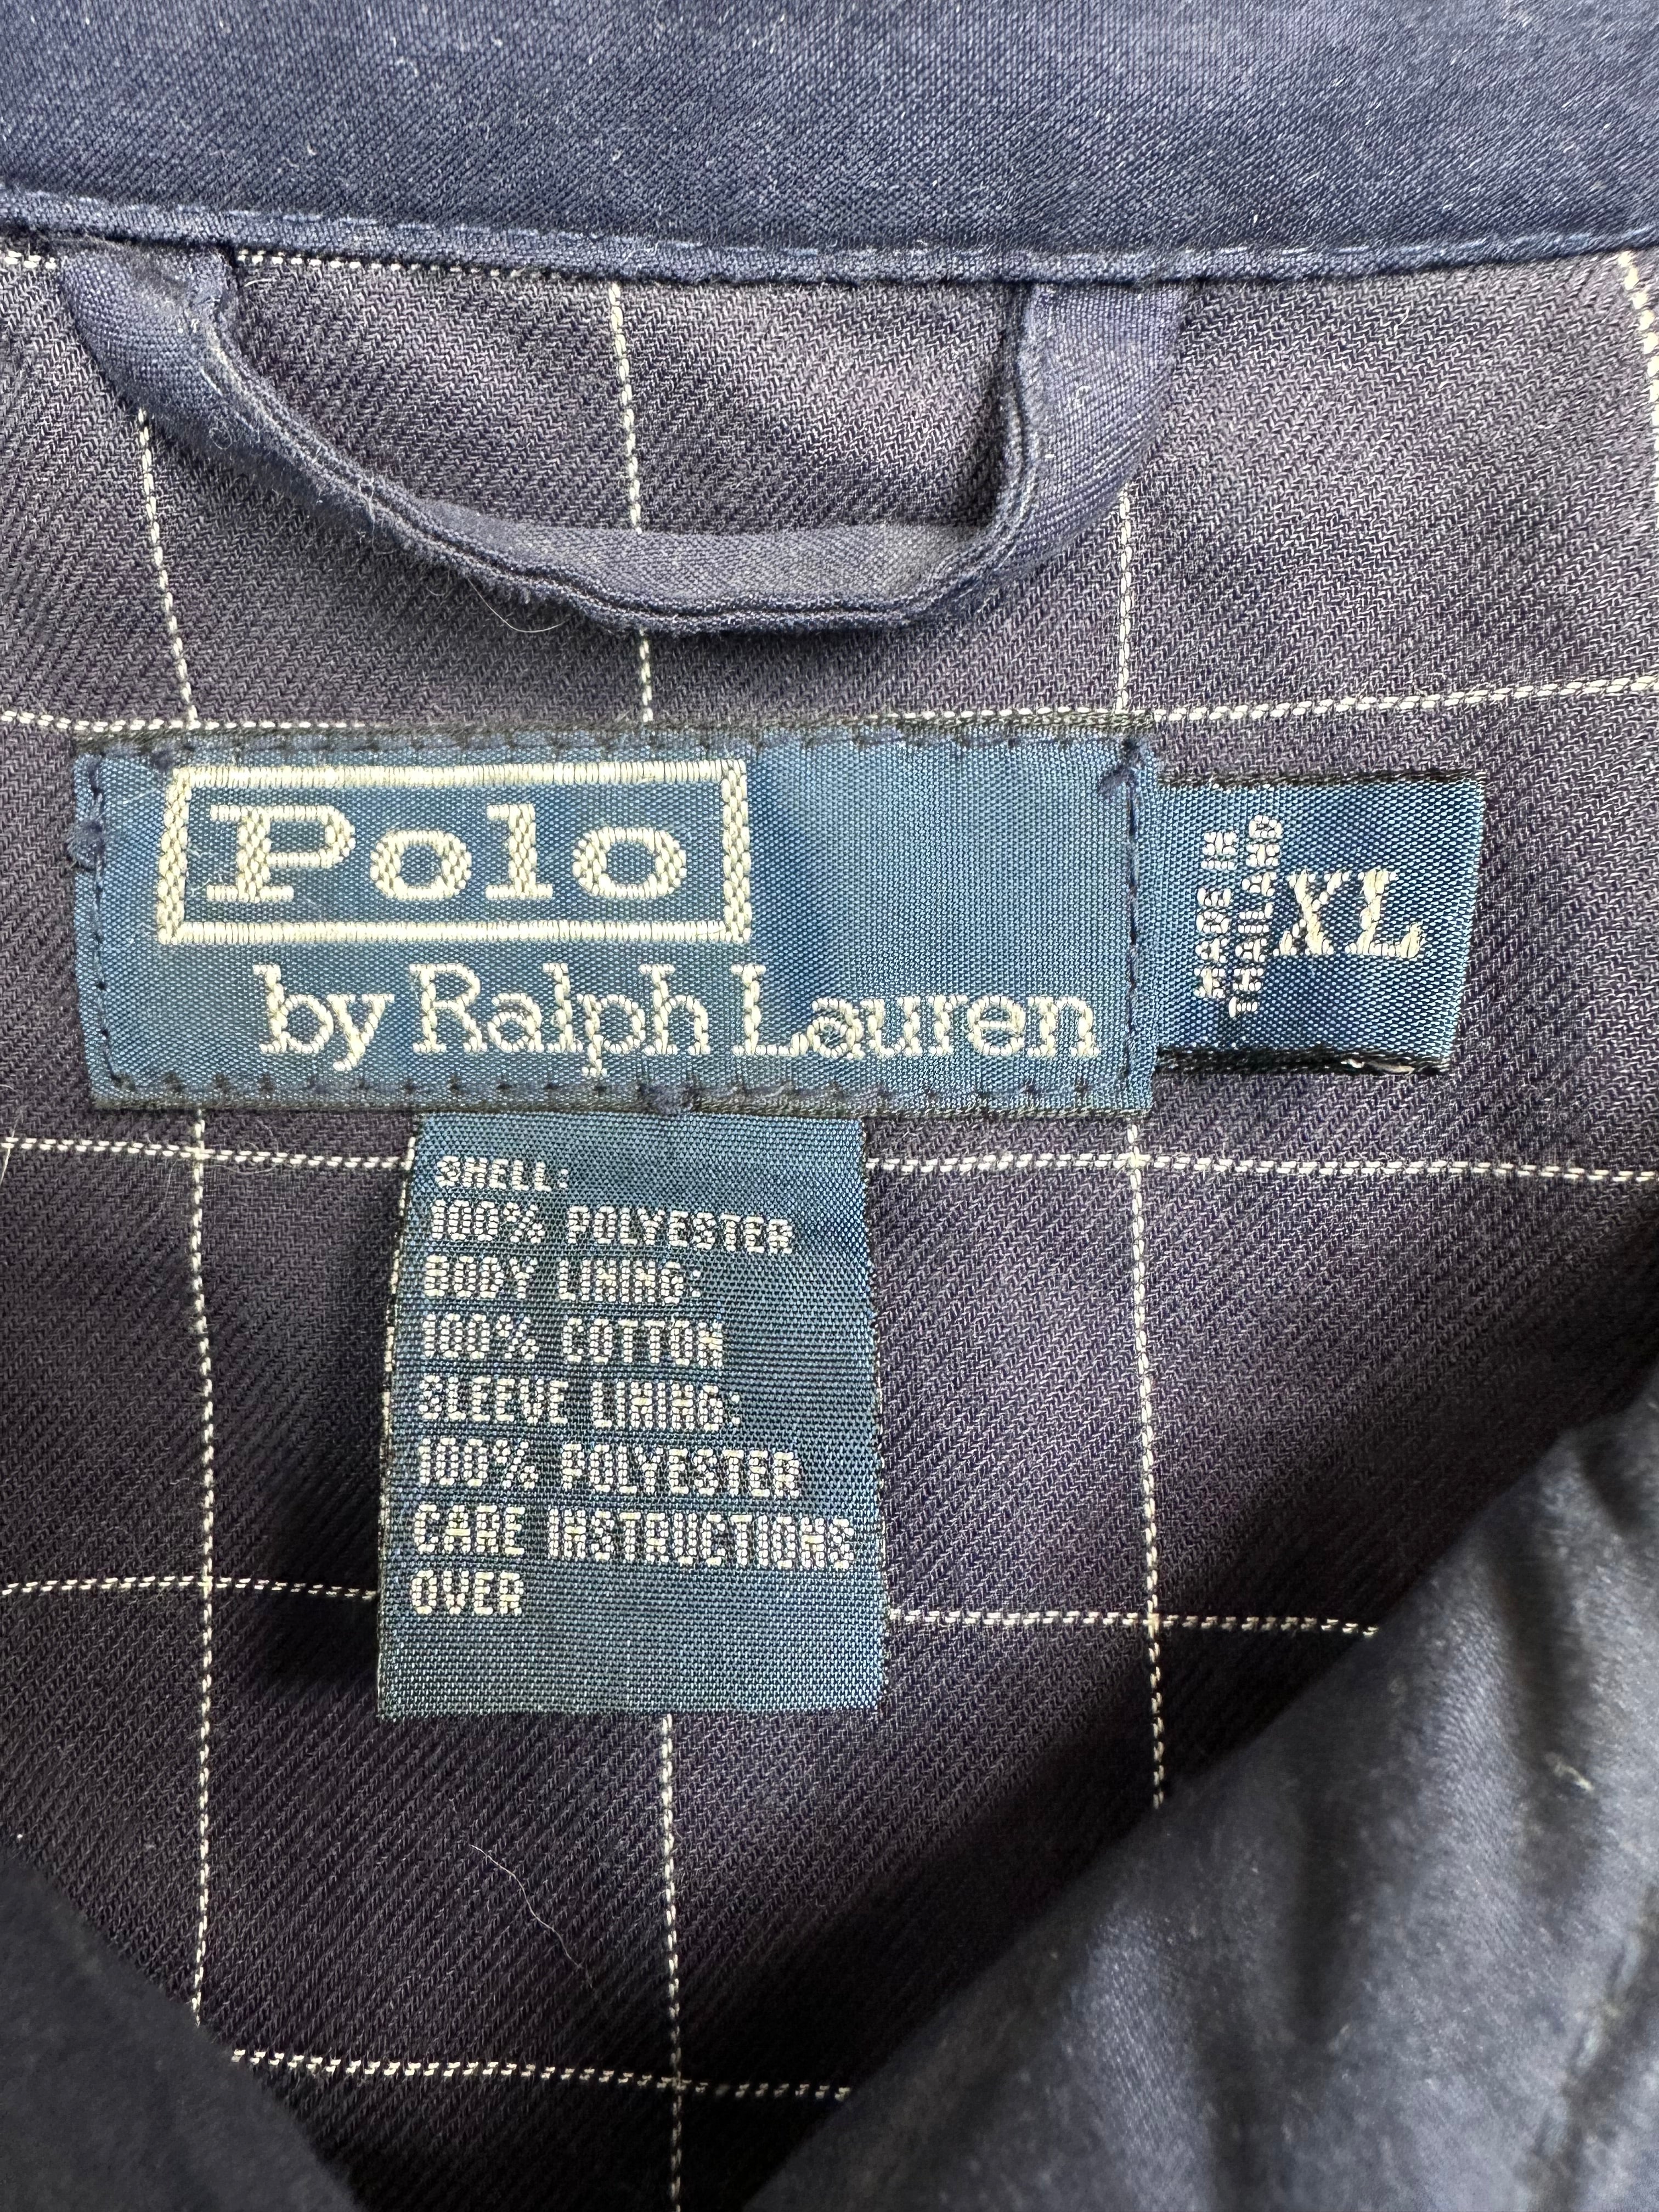 Polo
by Ralph Lauren
MADE IN
THAILAND
XL
SHELL:
100% POLYESTER
BODY LINING:
100% COTTON
SLEEVE LINING:
100% POLYESTER
CARE INSTRUCTIONS
OVER